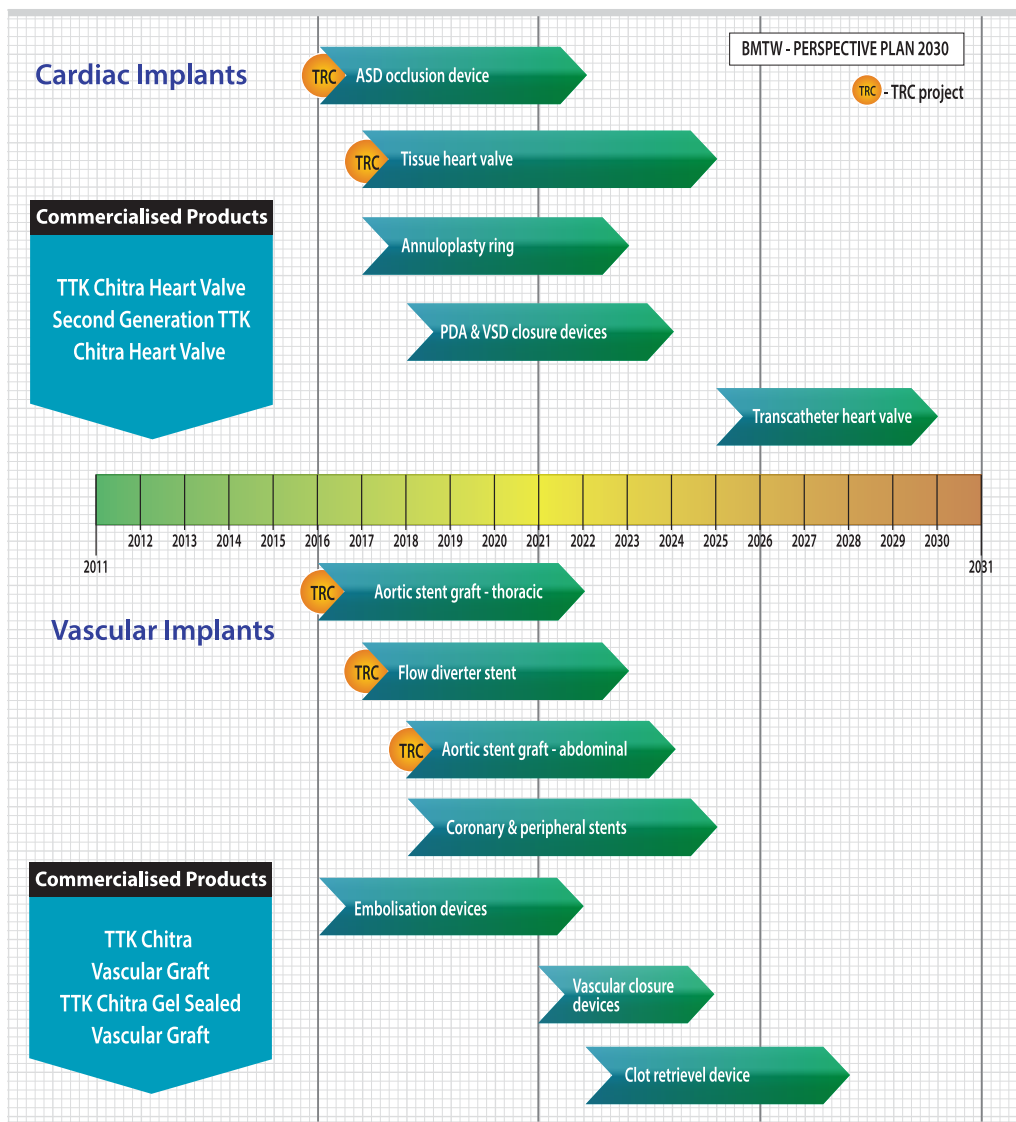 BMTW - PERSPECTIVE PLAN 2030
TRC - TRC project
Cardiac Implants
TRC ASD occlusion device
TRC Tissue heart valve
Commercialised Products
TTK Chitra Heart Valve
Second Generation TTK
Chitra Heart Valve
Annuloplasty ring
PDA & VSD closure devices
Transcatheter heart valve
2012 2013 2014 2015 2016 2017 2018 2019 2020 2021 2022 2023 2024 2025 2026 2027 2028 2029 2030
2011 2031
TRC Aortic stent graft - thoracic
Vascular Implants
TRC Flow diverter stent
TRC Aortic stent graft - abdominal
Coronary & peripheral stents
Commercialised Products
TTK Chitra
Vascular Graft
TTK Chitra Gel Sealed
Vascular Graft
Embolisation devices
Vascular closure
devices
Clot retrievel device